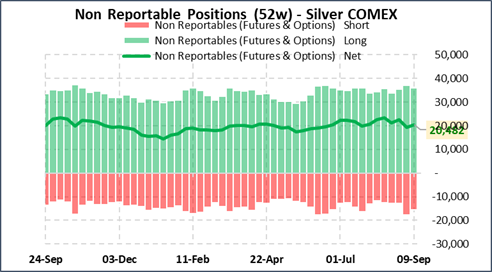 Non Reportable Positions (52w) - Silver COMEX
Non Reportables (Futures & Options) Short
Non Reportables (Futures & Options) Long
Non Reportables (Futures & Options) Net
50,000
40,000
30,000
20,000
20,482
-
-10,000
-20,000
-30,000
24-Sep 03-Dec 11-Feb 22-Apr 01-Jul 09-Sep